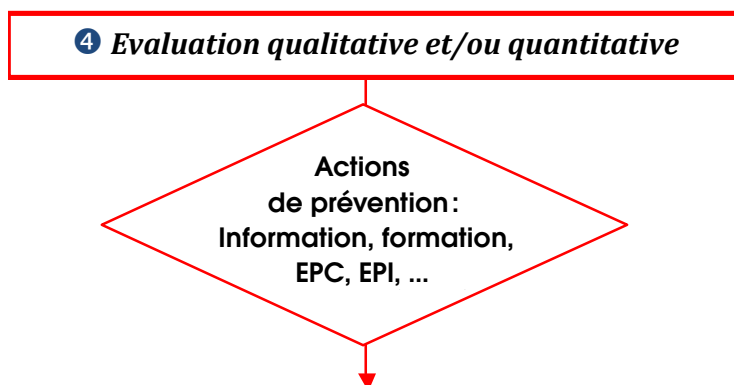 ❹ Evaluation qualitative et/ou quantitative
Actions
de prévention :
Information, formation,
EPC, EPI, ...